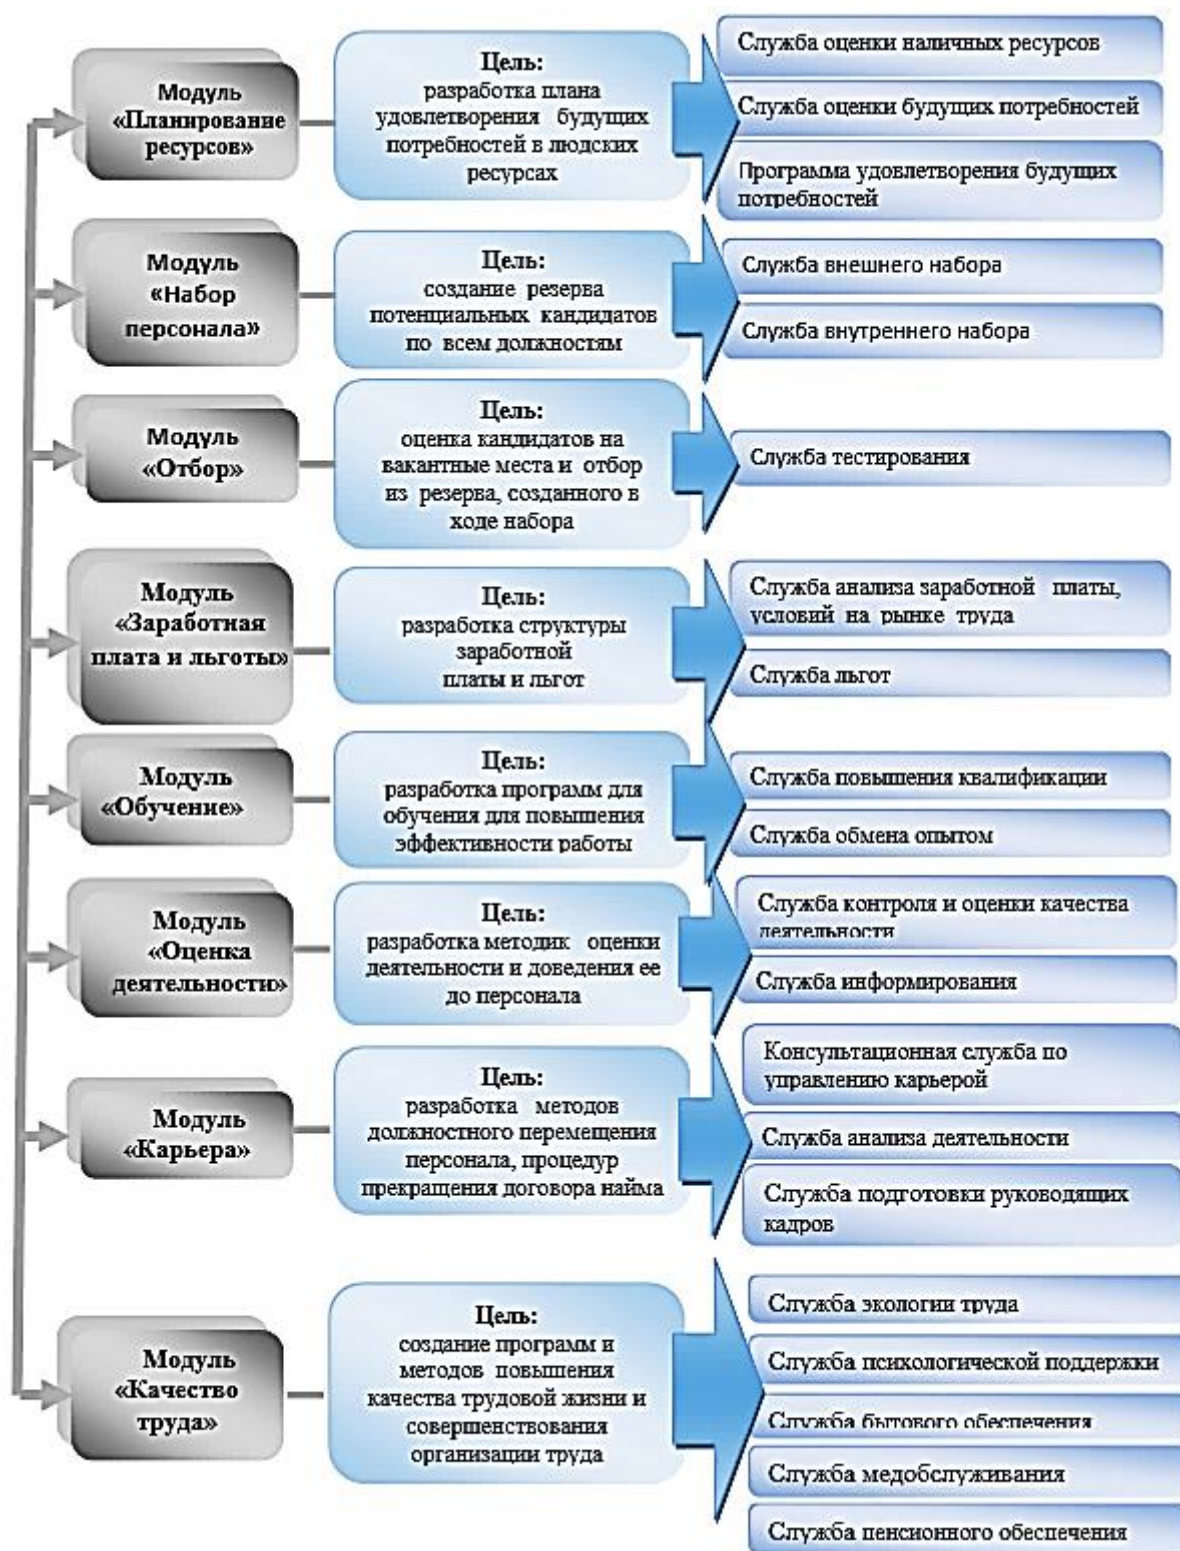 Модуль
«Планирование
ресурсов»
Цель:
разработка плана
удовлетворения будущих
потребностей в людских
ресурсах
Служба оценки наличных ресурсов
Служба оценки будущих потребностей
Программа удовлетворения будущих
потребностей
Модуль
«Набор
персонала»
Цель:
создание резерва
потенциальных кандидатов
по всем должностям
Служба внешнего набора
Служба внутреннего набора
Модуль
«Отбор»
Цель:
оценка кандидатов на
вакантные места и отбор
из резерва, созданного в
ходе набора
Служба тестирования
Модуль
«Заработная
плата и льготы»
Цель:
разработка структуры
заработной
платы и льгот
Служба анализа заработной платы,
условий на рынке труда
Служба льгот
Модуль
«Обучение»
Цель:
разработка программ для
обучения для повышения
эффективности работы
Служба повышения квалификации
Служба обмена опытом
Модуль
«Оценка
деятельности»
Цель:
разработка методик оценки
деятельности и доведения ее
до персонала
Служба контроля и оценки качества
деятельности
Служба информирования
Модуль
«Карьера»
Цель:
разработка методов
должностного перемещения
персонала, процедур
прекращения договора найма
Консультационная служба по
управлению карьерой
Служба анализа деятельности
Служба подготовки руководящих
кадров
Модуль
«Качество
труда»
Цель:
создание программ и
методов повышения
качества трудовой жизни и
совершенствования
организации труда
Служба экологии труда
Служба психологической поддержки
Служба бытового обеспечения
Служба медобслуживания
Служба пенсионного обеспечения